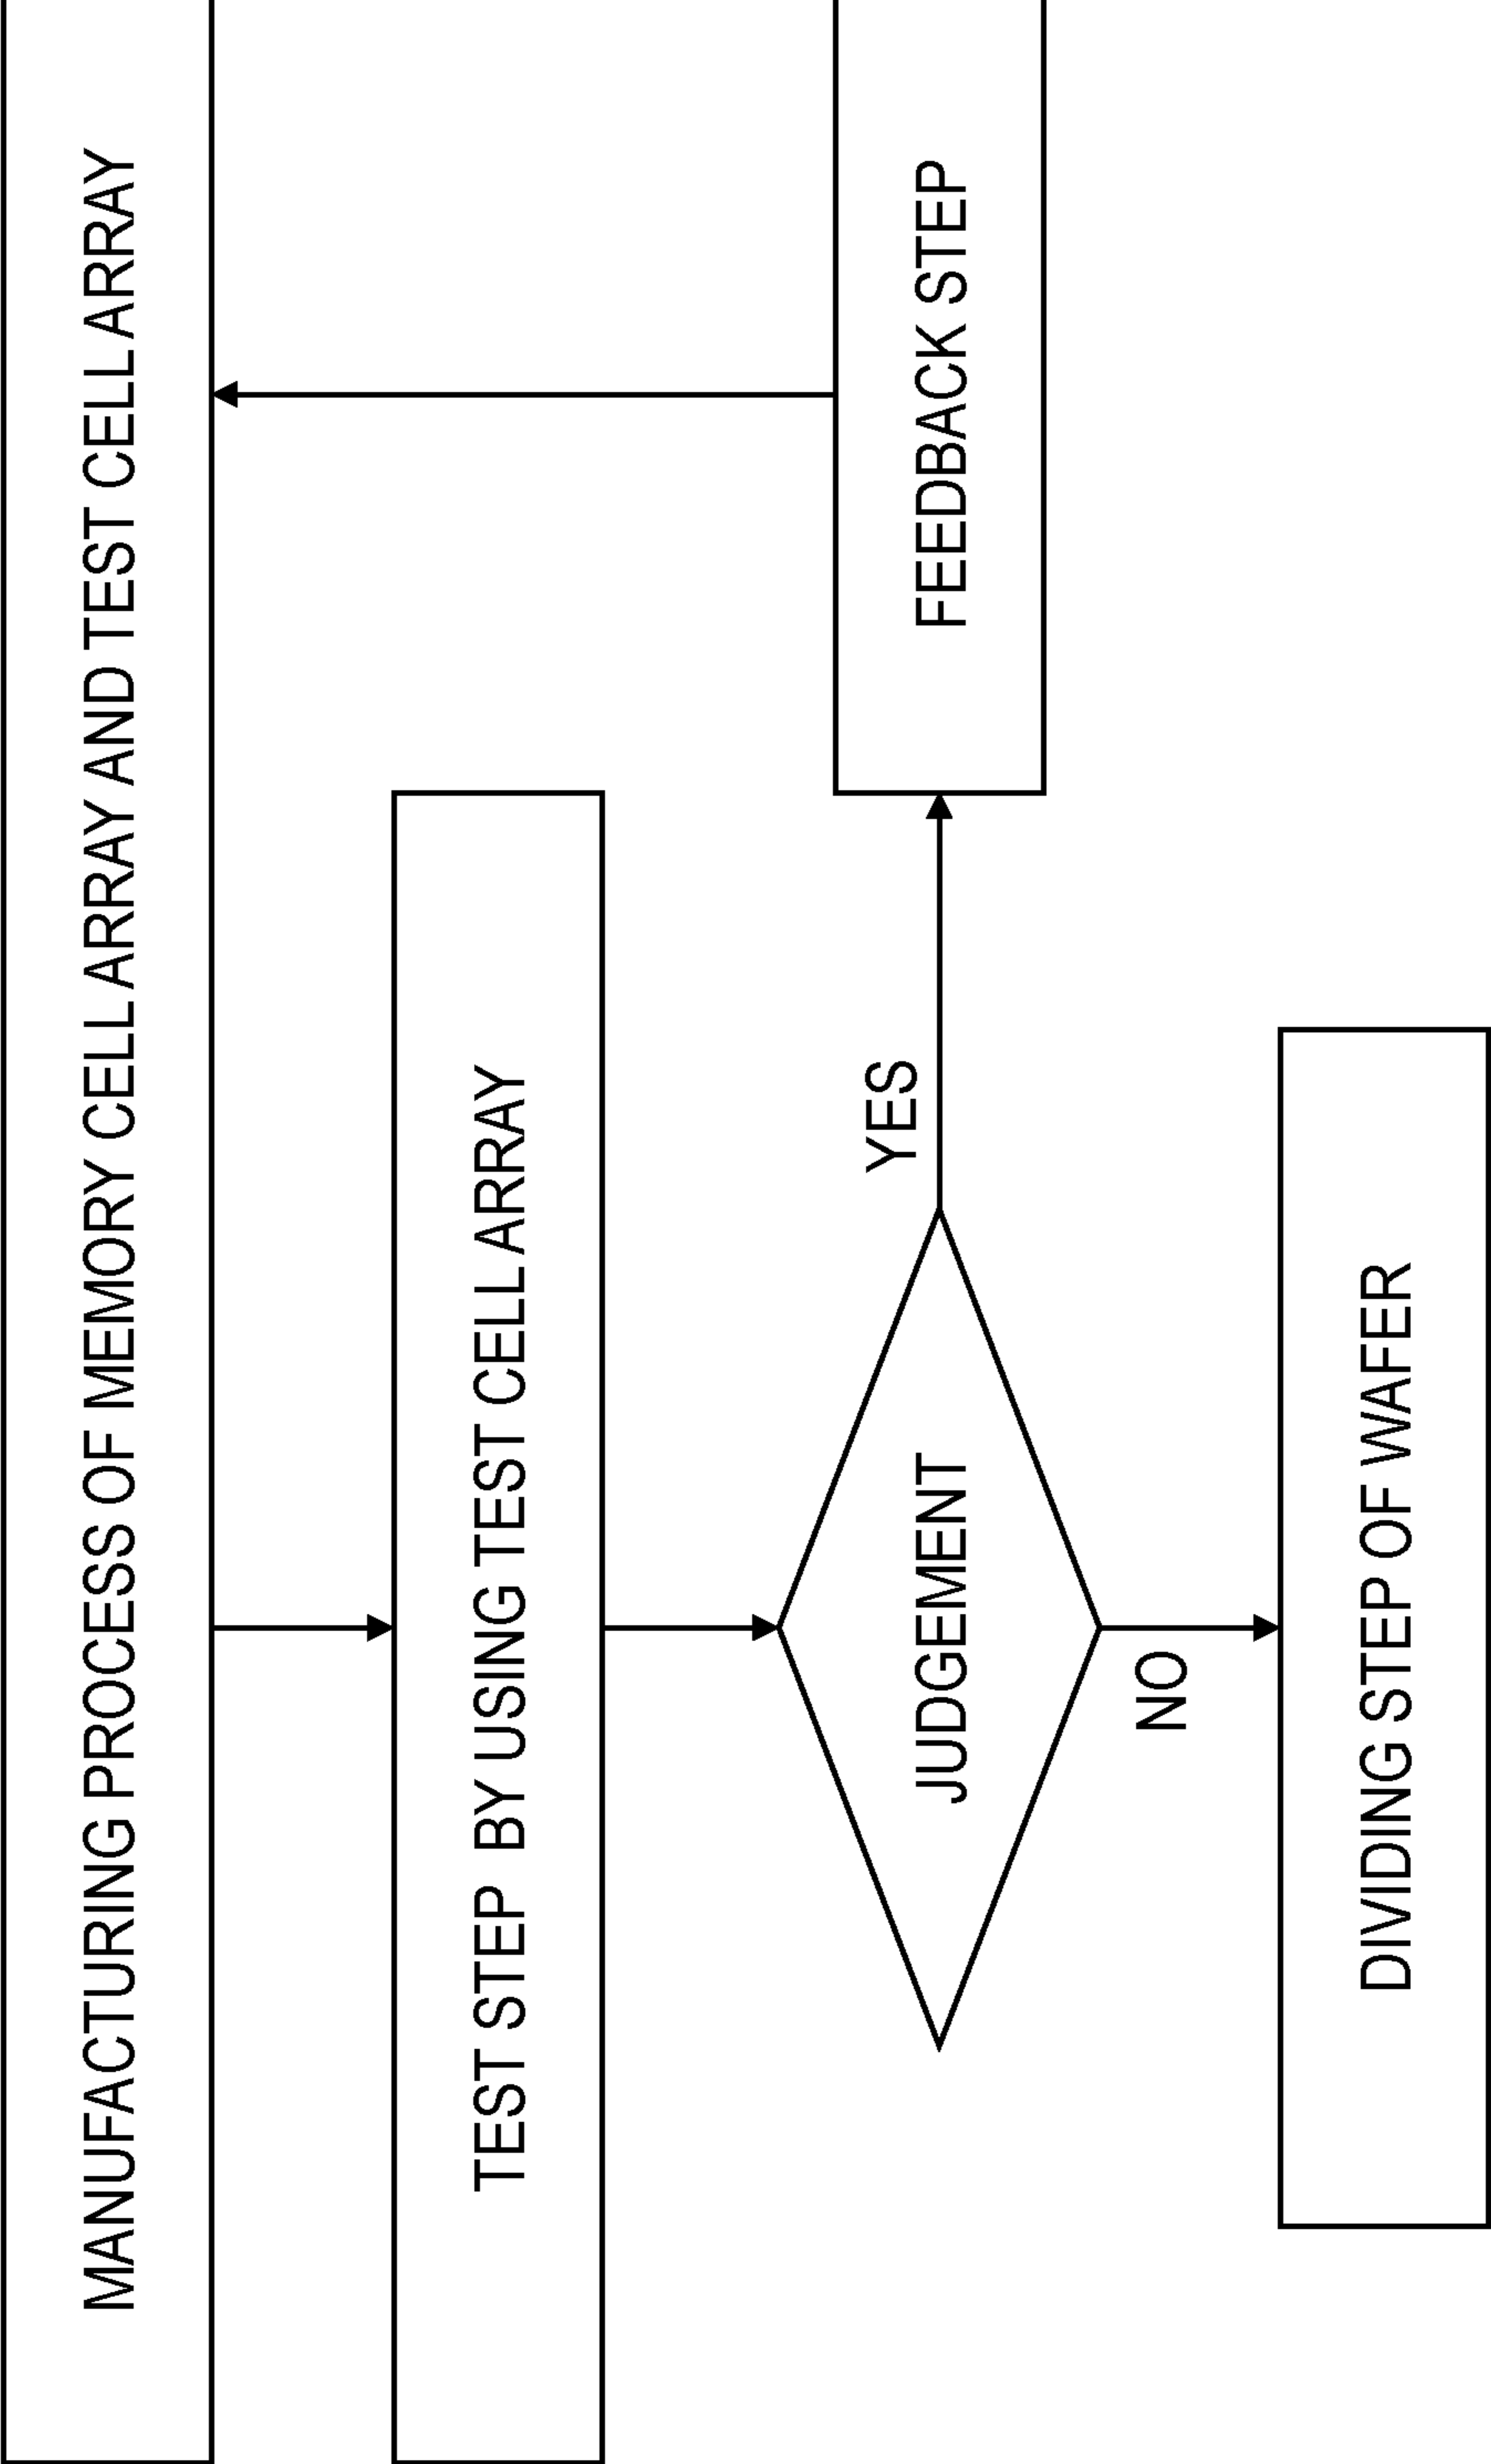 MANUFACTURING PROCESS OF MEMORY CELL ARRAY AND TEST CELL ARRAY
TEST STEP BY USING TEST CELL ARRAY
JUDGEMENT
YES
FEEDBACK STEP
NO
DIVIDING STEP OF WAFER